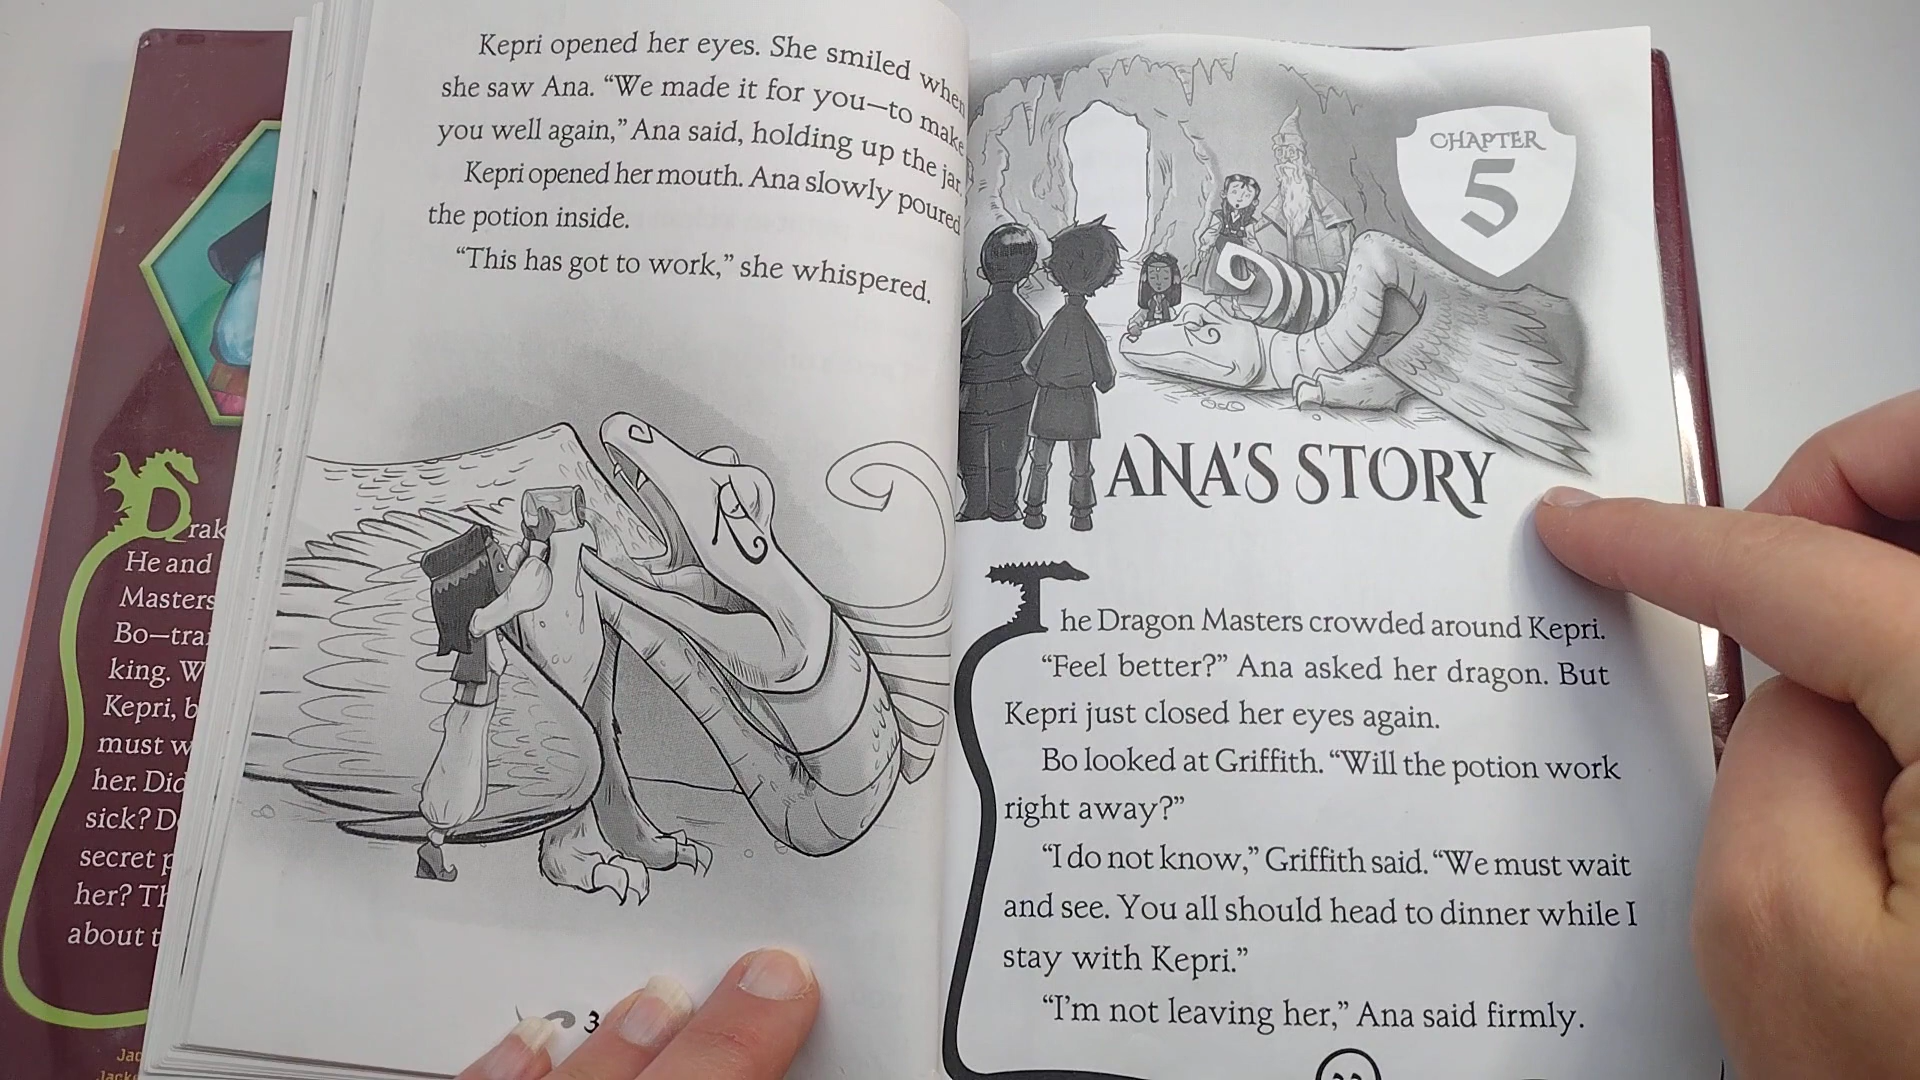 Kepri opened her eyes. She smiled when
she saw Ana. “We made it for you—to make
you well again,” Ana said, holding up the jar.
Kepri opened her mouth. Ana slowly poured
the potion inside.
“This has got to work,” she whispered.
3
CHAPTER
5
ANA’S STORY
The Dragon Masters crowded around Kepri.
“Feel better?” Ana asked her dragon. But
Kepri just closed her eyes again.
Bo looked at Griffith. “Will the potion work
right away?”
“I do not know,” Griffith said. “We must wait
and see. You all should head to dinner while I
stay with Kepri.”
“I’m not leaving her,” Ana said firmly.
Drak
He and
Masters
Bo—trai
king. W
Kepri, b
must w
her. Did
sick? D
secret p
her? Th
about t
Jac
Jacke